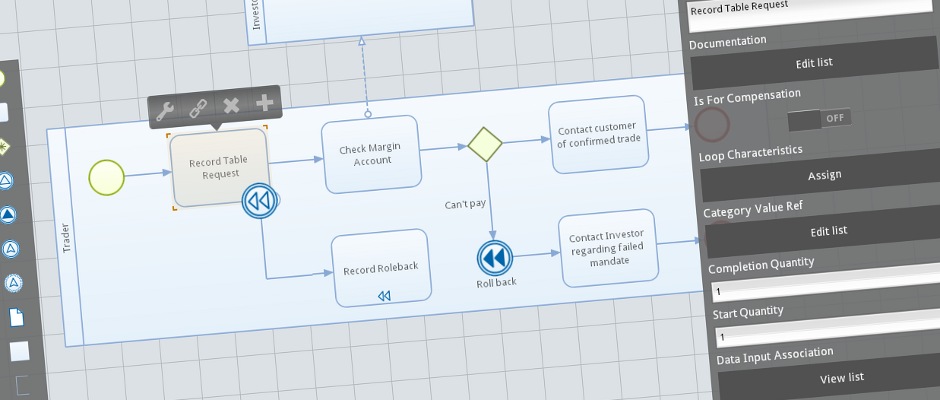 Record Table Request
Documentation
Edit list
Is For Compensation
OFF
Loop Characteristics
Assign
Category Value Ref
Edit list
Completion Quantity
1
Start Quantity
1
Data Input Association
View list
Trader
Record Table
Request
Check Margin
Account
Contact customer
of confirmed trade
Can't pay
Record Roleback
Roll back
Contact Investor
regarding failed
mandate